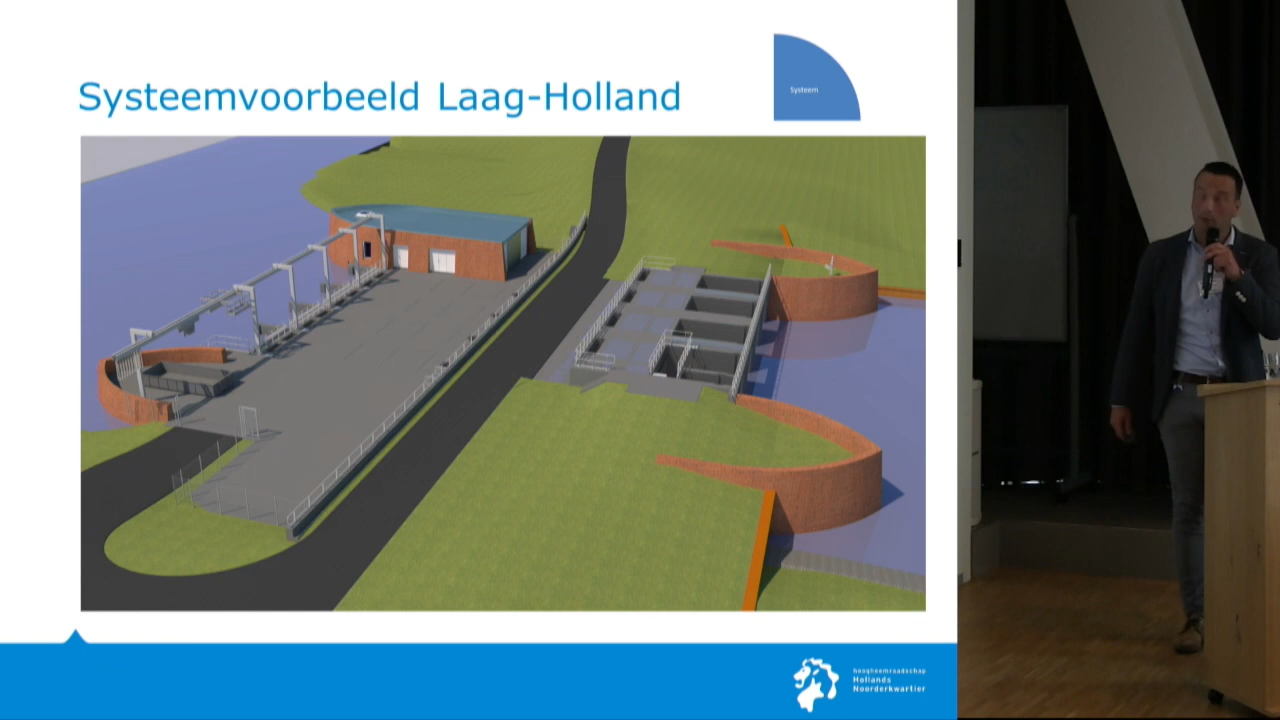 Systeemvoorbeeld Laag-Holland
Systeem
hoogheemraadschap
Hollands
Noorderkwartier